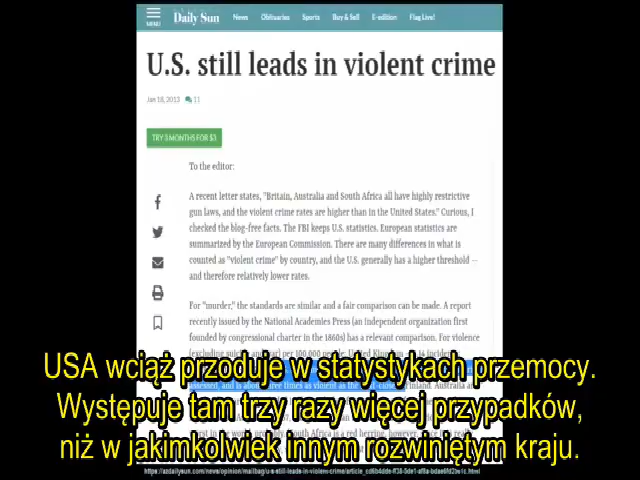 Daily Sun
MENU
News Obituaries Sports Buy & Sell E-edition Flag Live!
U.S. still leads in violent crime
Jan 18, 2013 11
TRY 3 MONTHS FOR $3
To the editor:
A recent letter states, "Britain, Australia and South Africa all have highly restrictive
gun laws, and the violent crime rates are higher than in the United States." Curious, I
checked the blog-free facts. The FBI keeps U.S. statistics. European statistics are
summarized by the European Commission. There are many differences in what is
counted as "violent crime" by country, and the U.S. generally has a higher threshold --
and therefore relatively lower rates.
For "murder," the standards are similar and a fair comparison can be made. A report
recently issued by the National Academies Press (an independent organization first
founded by congressional charter in the 1860s) has a relevant comparison. For violence
USA wciąż przoduje w statystykach przemocy.
Występuje tam trzy razy więcej przypadków,
niż w jakimkolwiek innym rozwiniętym kraju.